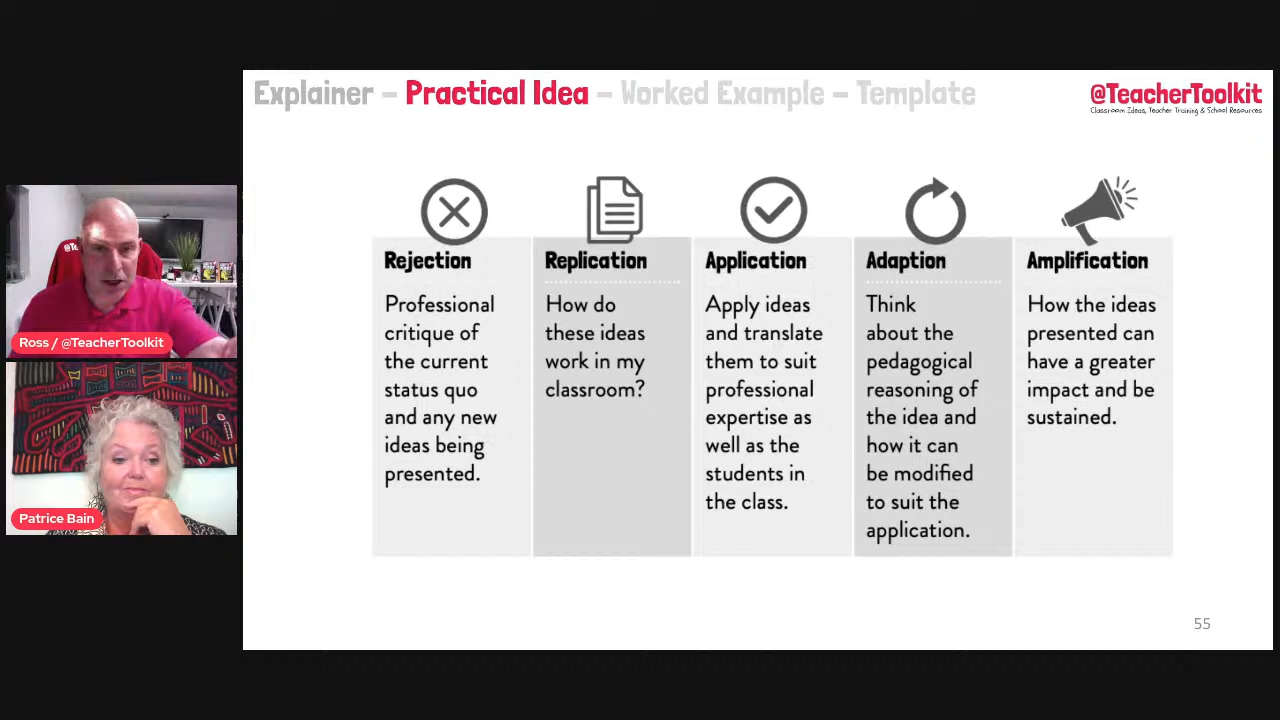 Explainer – Practical Idea – Worked Example – Template
@TeacherToolkit
Classroom Ideas, Teacher Training & School Resources
Rejection
Professional
critique of
the current
status quo
and any new
ideas being
presented.
Replication
How do
these ideas
work in my
classroom?
Application
Apply ideas
and translate
them to suit
professional
expertise as
well as the
students in
the class.
Adaption
Think
about the
pedagogical
reasoning of
the idea and
how it can
be modified
to suit the
application.
Amplification
How the ideas
presented can
have a greater
impact and be
sustained.
55
Ross / @TeacherToolkit
Patrice Bain